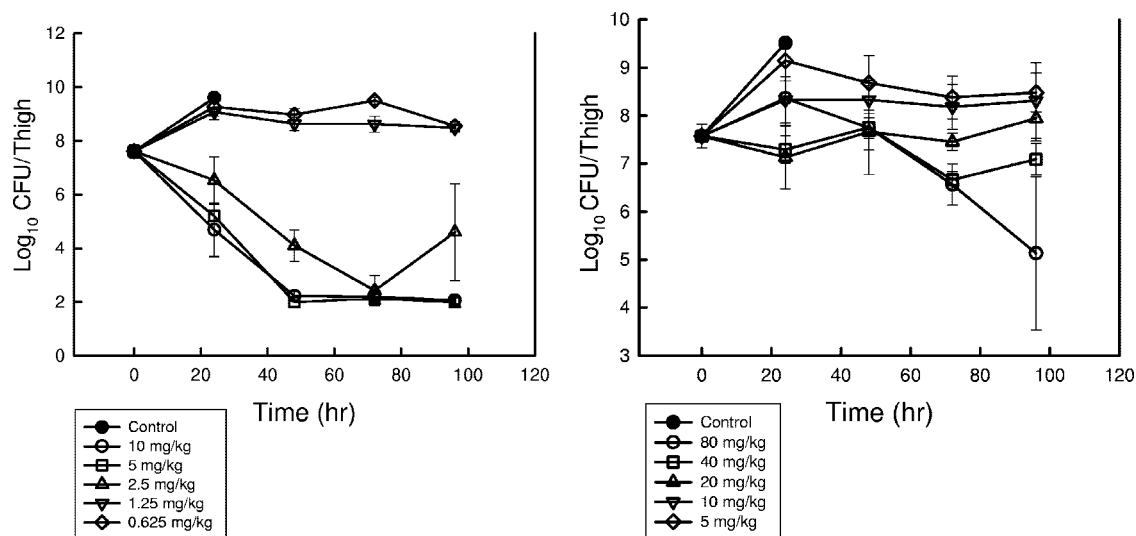 12
10
8
6
4
2
0
Log10 CFU/Thigh
0 20 40 60 80 100 120
Time (hr)
Control
10 mg/kg
5 mg/kg
2.5 mg/kg
1.25 mg/kg
0.625 mg/kg
10
9
8
7
6
5
4
3
Log10 CFU/Thigh
0 20 40 60 80 100 120
Time (hr)
Control
80 mg/kg
40 mg/kg
20 mg/kg
10 mg/kg
5 mg/kg